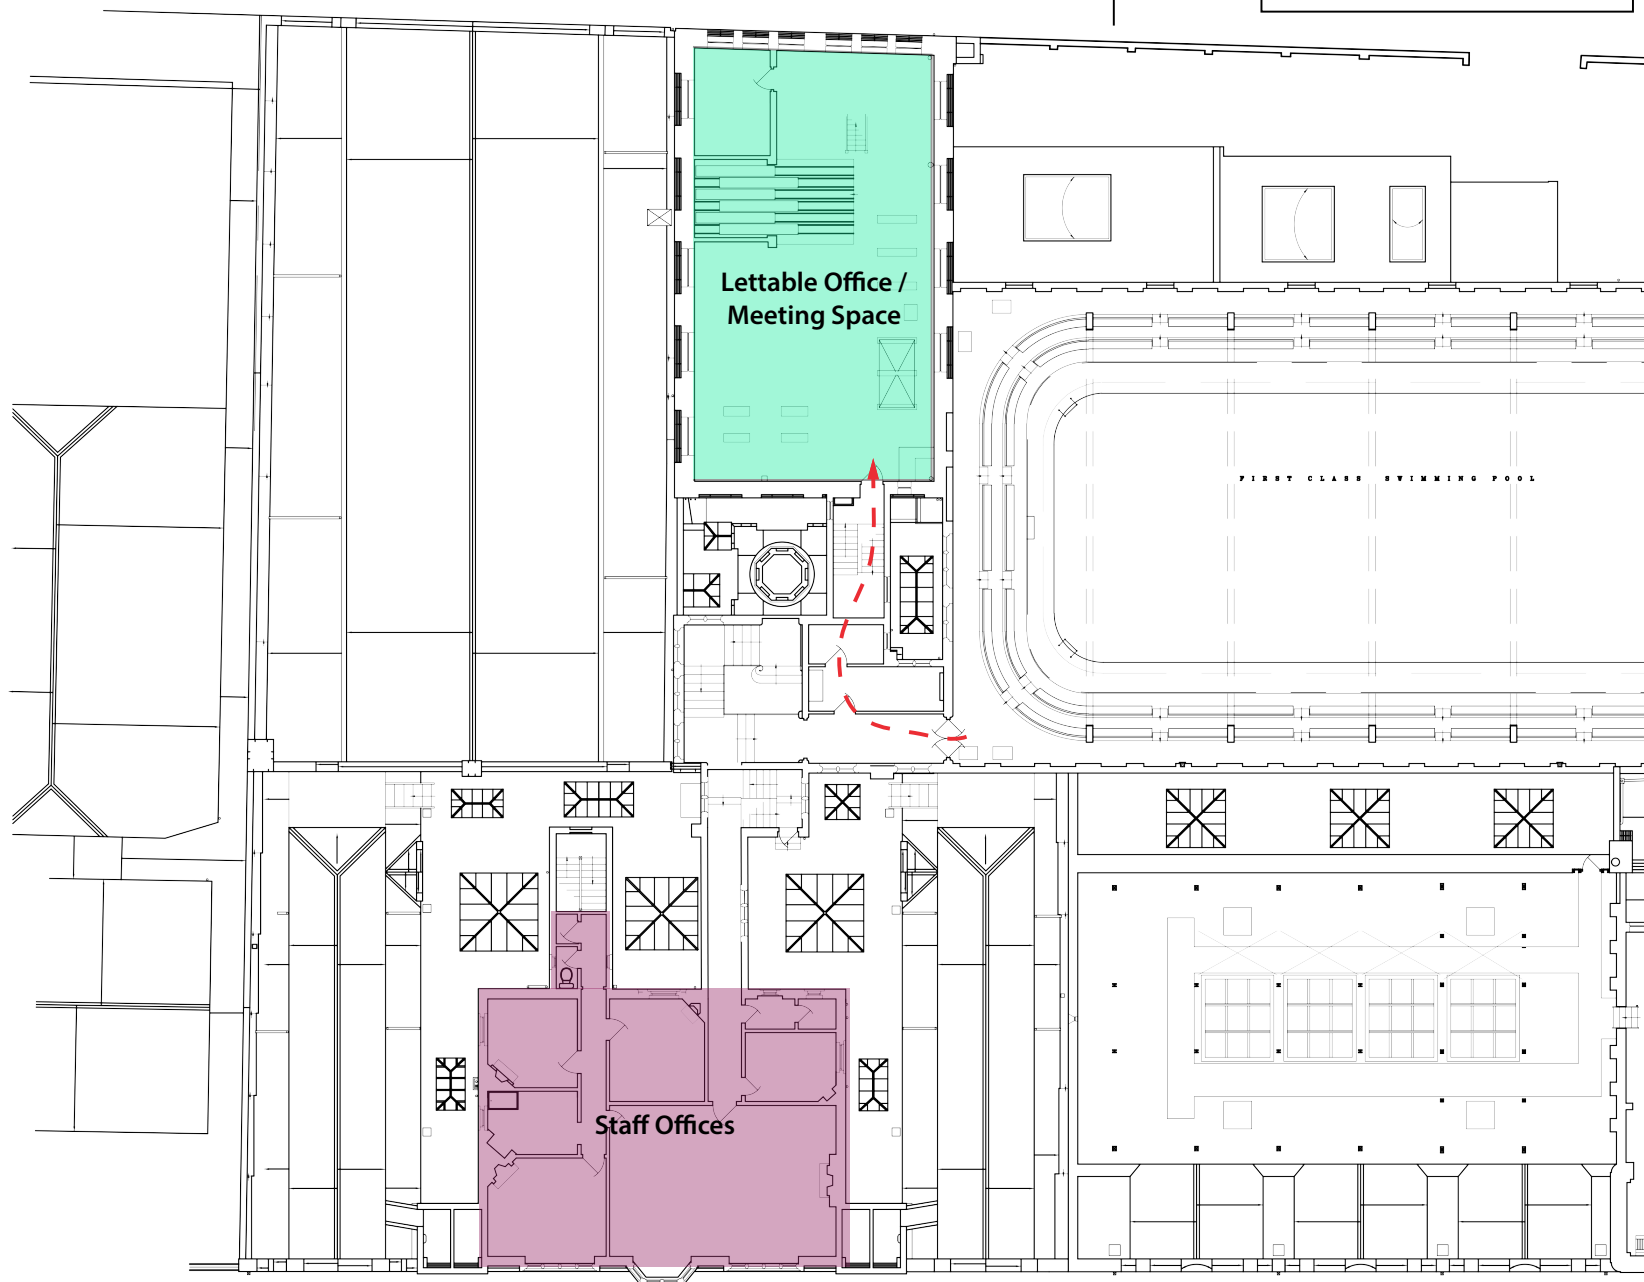 Lettable Office /
Meeting Space
FIRST CLASS SWIMMING POOL
Staff Offices